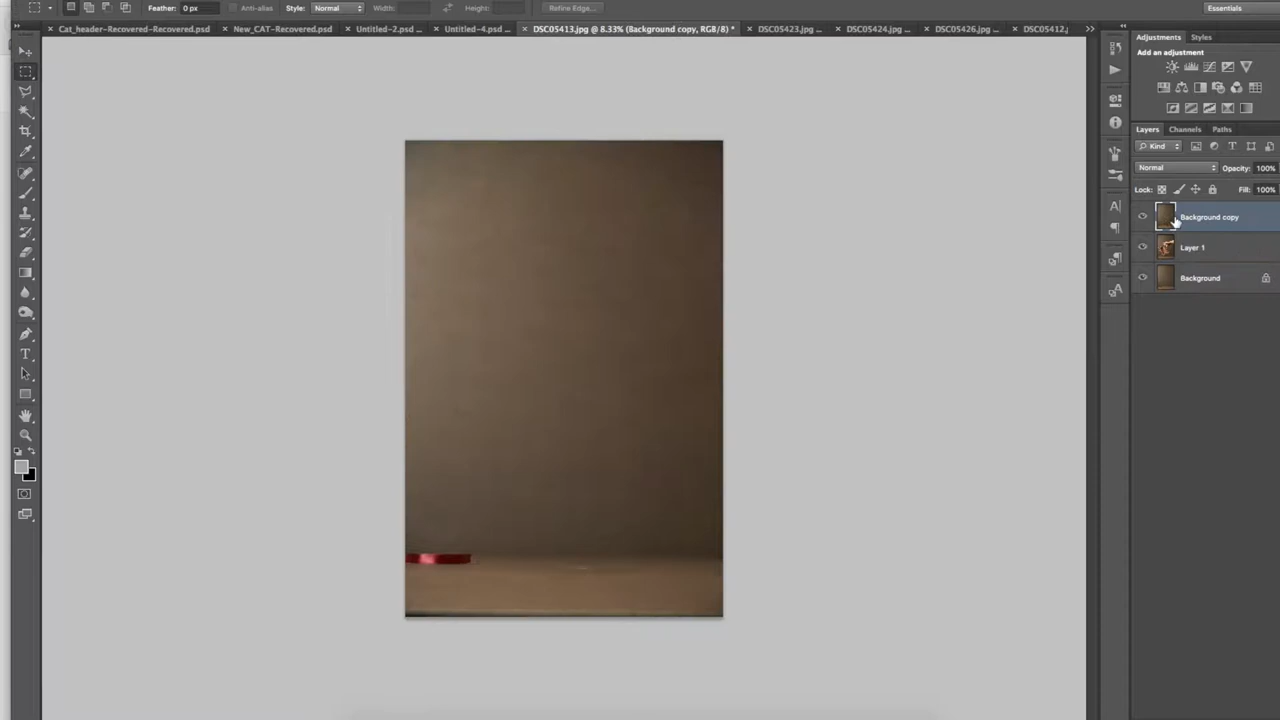 Feather: 0 px Anti-alias Style: Normal Width: Height: Refine Edge... Essentials
Cat_header-Recovered-Recovered.psd New_CAT-Recovered.psd Untitled-2.psd Untitled-4.psd ... DSC05413.jpg @ 8.33% (Background copy, RGB/8) * DSC05423.jpg ... DSC05424.jpg ... DSC05426.jpg ... DSC05412.j
Adjustments Styles
Add an adjustment
Layers Channels Paths
Kind
Normal Opacity: 100%
Lock: Fill: 100%
Background copy
Layer 1
Background